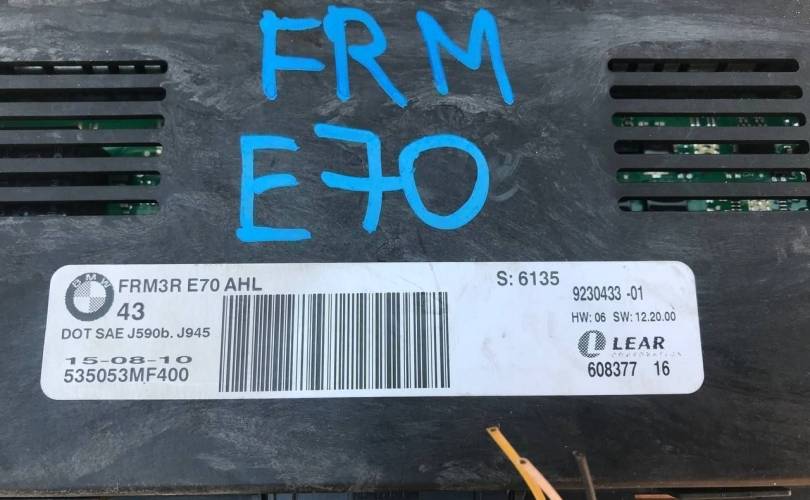 FRM
E70
BMW
FRM3R E70 AHL
43
DOT SAE J590b. J945
15-08-10
535053MF400
S: 6135
9230433 -01
HW: 06 SW: 12.20.00
LEAR
CORPORATION
608377 16